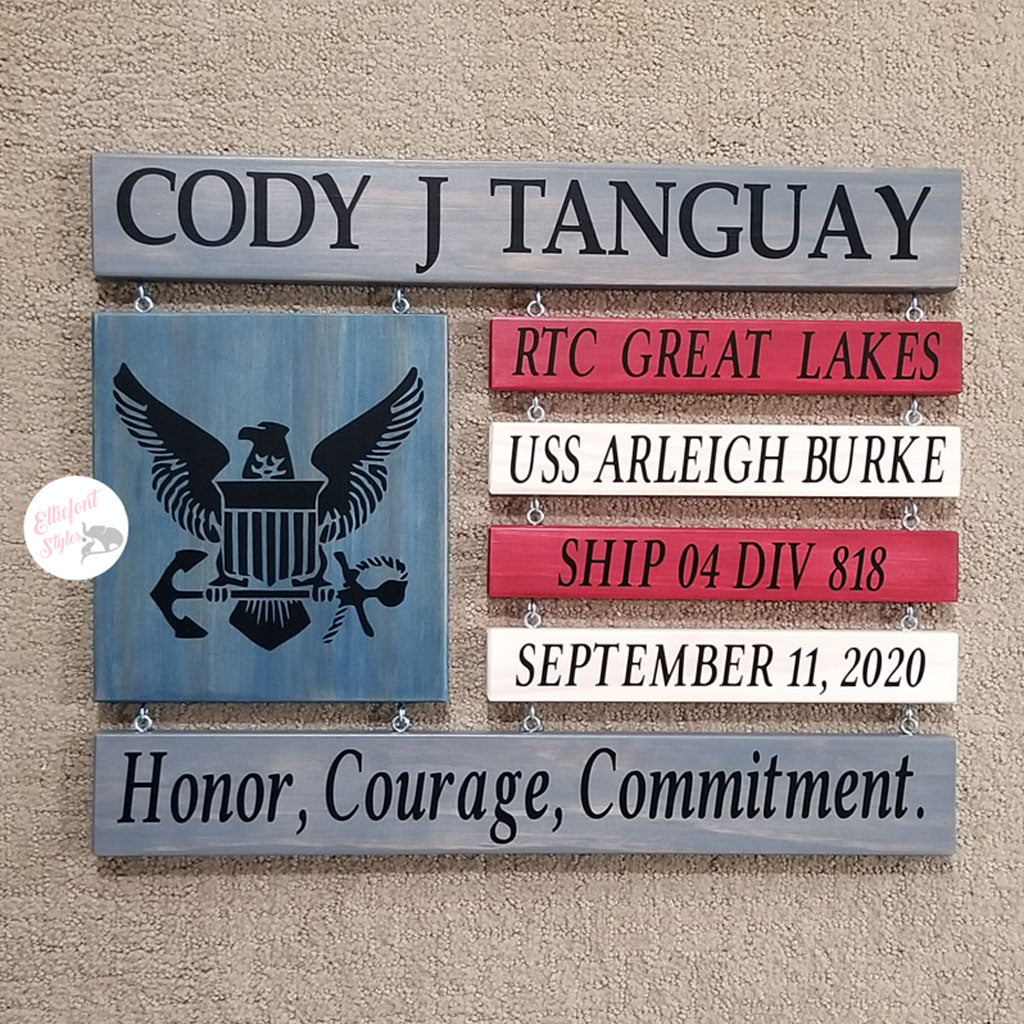 CODY J TANGUAY
RTC GREAT LAKES
USS ARLEIGH BURKE
SHIP 04 DIV 818
SEPTEMBER 11, 2020
Elliefont
Styles
Honor, Courage, Commitment.